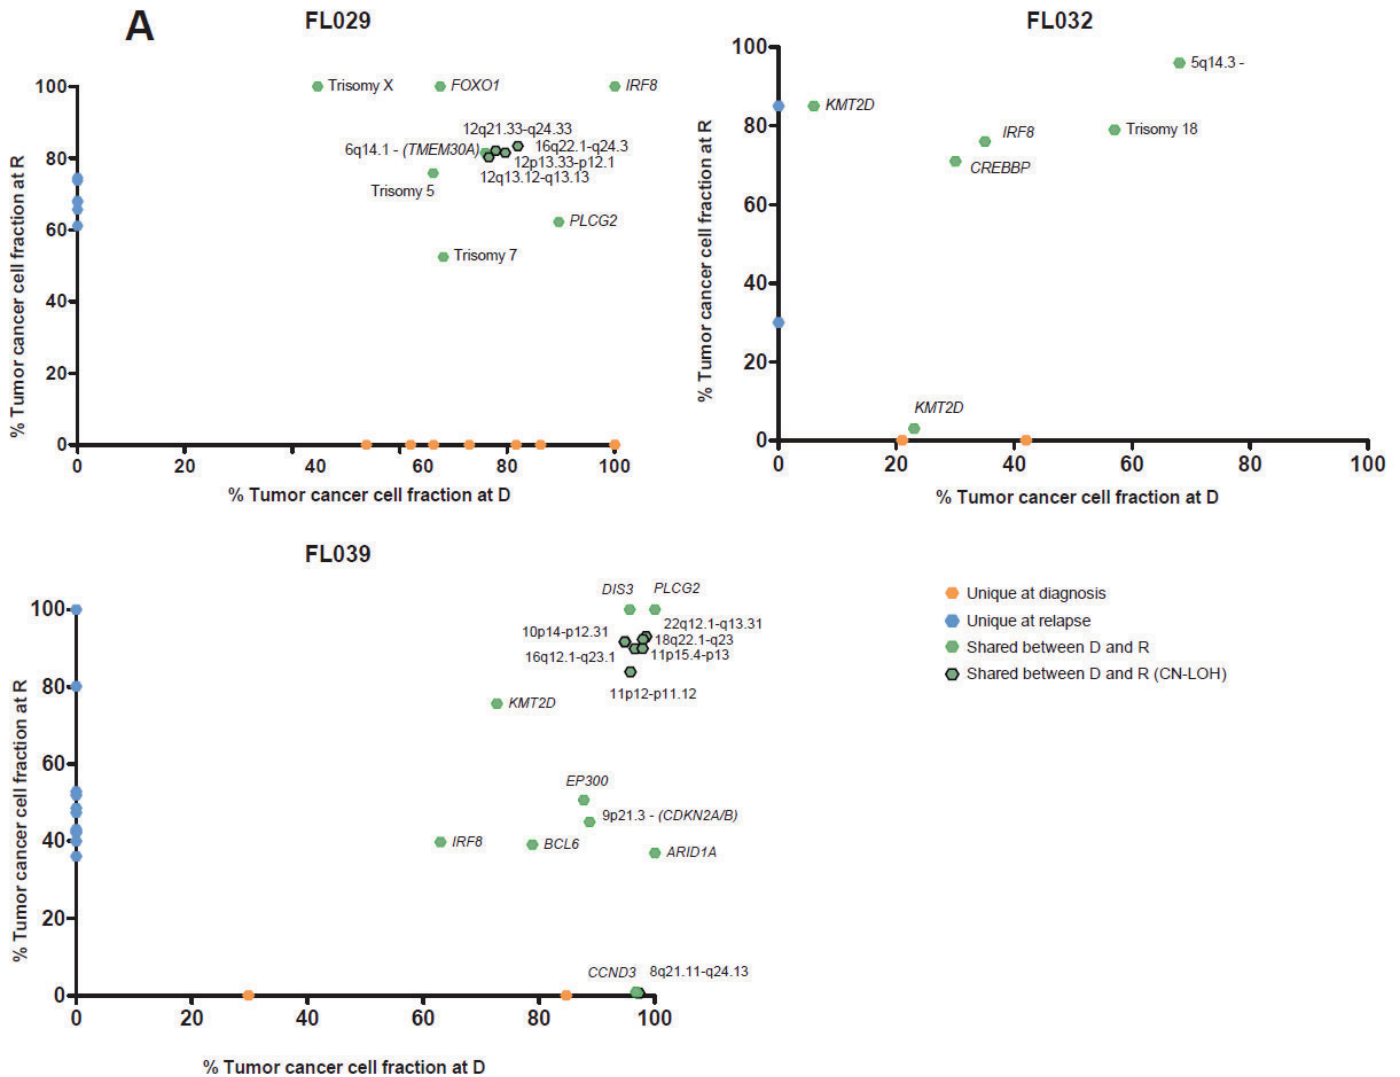 A
FL029
% Tumor cancer cell fraction at R
100
80
60
40
20
0
Trisomy X
FOXO1
IRF8
12q21.33-q24.33
6q14.1 - (TMEM30A)
16q22.1-q24.3
12p13.33-p12.1
12q13.12-q13.13
Trisomy 5
PLCG2
Trisomy 7
0 20 40 60 80 100
% Tumor cancer cell fraction at D
FL032
% Tumor cancer cell fraction at R
100
80
60
40
20
0
5q14.3 -
KMT2D
IRF8
Trisomy 18
CREBBP
KMT2D
0 20 40 60 80 100
% Tumor cancer cell fraction at D
FL039
% Tumor cancer cell fraction at R
100
80
60
40
20
0
DIS3 PLCG2
22q12.1-q13.31
10p14-p12.31
18q22.1-q23
16q12.1-q23.1
11p15.4-p13
11p12-p11.12
KMT2D
EP300
9p21.3 - (CDKN2A/B)
IRF8
BCL6
ARID1A
CCND3 8q21.11-q24.13
0 20 40 60 80 100
% Tumor cancer cell fraction at D
Unique at diagnosis
Unique at relapse
Shared between D and R
Shared between D and R (CN-LOH)